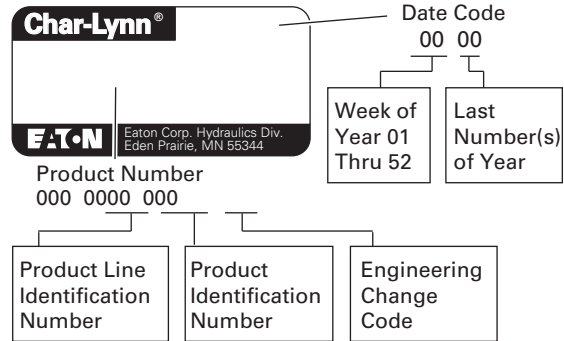 Char-Lynn®
EATON
Eaton Corp. Hydraulics Div.
Eden Prairie, MN 55344
Date Code
00 00
Week of
Year 01
Thru 52
Last
Number(s)
of Year
Product Number
000 0000 000
Product Line
Identification
Number
Product
Identification
Number
Engineering
Change
Code